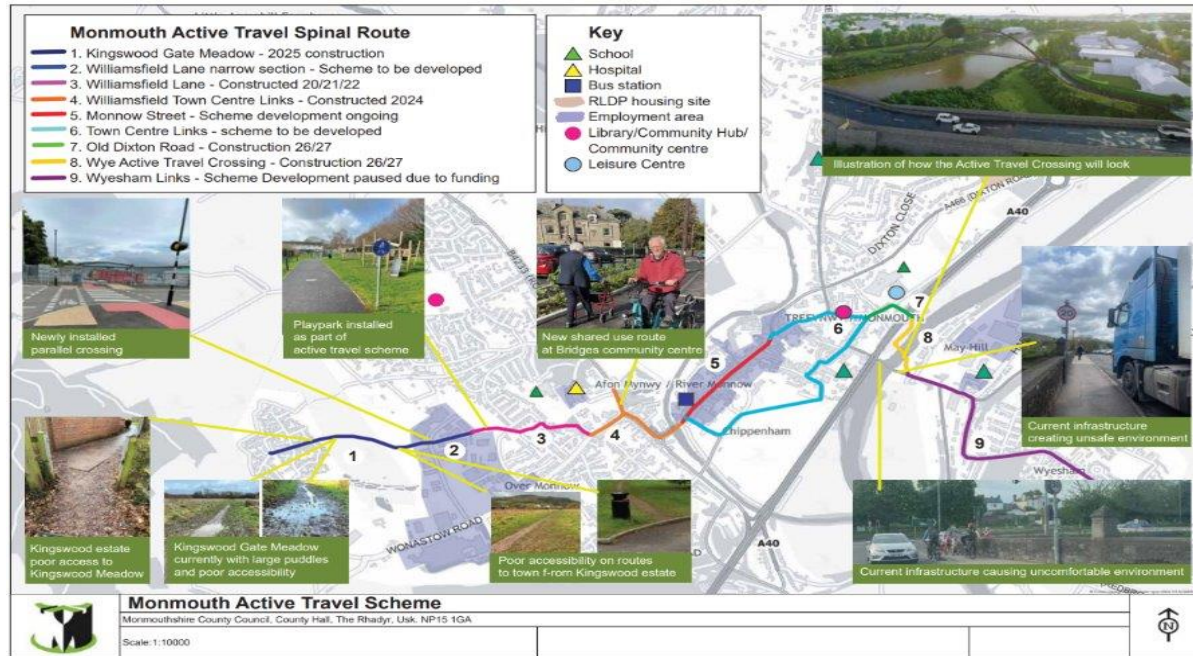 Monmouth Active Travel Spinal Route
1. Kingswood Gate Meadow - 2025 construction
2. Williamsfield Lane narrow section - Scheme to be developed
3. Williamsfield Lane - Constructed 20/21/22
4. Williamsfield Town Centre Links - Constructed 2024
5. Monnow Street - Scheme development ongoing
6. Town Centre Links - scheme to be developed
7. Old Dixton Road - Construction 26/27
8. Wye Active Travel Crossing - Construction 26/27
9. Wyesham Links - Scheme Development paused due to funding
Key
School
Hospital
Bus station
RLDP housing site
Employment area
Library/Community Hub/
Community centre
Leisure Centre
Illustration of how the Active Travel Crossing will look
A466 (DIXTON ROAD
A40
DIXTON CLOSE
B4233
Newly installed
parallel crossing
Playpark installed
as part of
active travel scheme
New shared use route
at Bridges community centre
20
Current infrastructure
creating unsafe environment
MONMOUTH
7
6
8
May-Hill
5
Afon Mynwy / River Monnow
Chippenham
4
3
2
1
9
Wyesham
Over Monnow
WONASTOW ROAD
A40
Kingswood estate
poor access to
Kingswood Meadow
Kingswood Gate Meadow
currently with large puddles
and poor accessibility
Poor accessibility on routes
to town f-rom Kingswood estate
Current infrastructure causing uncomfortable environment
Monmouth Active Travel Scheme
Monmouthshire County Council, County Hall, The Rhadyr, Usk. NP15 1GA
Scale:1:10000
N